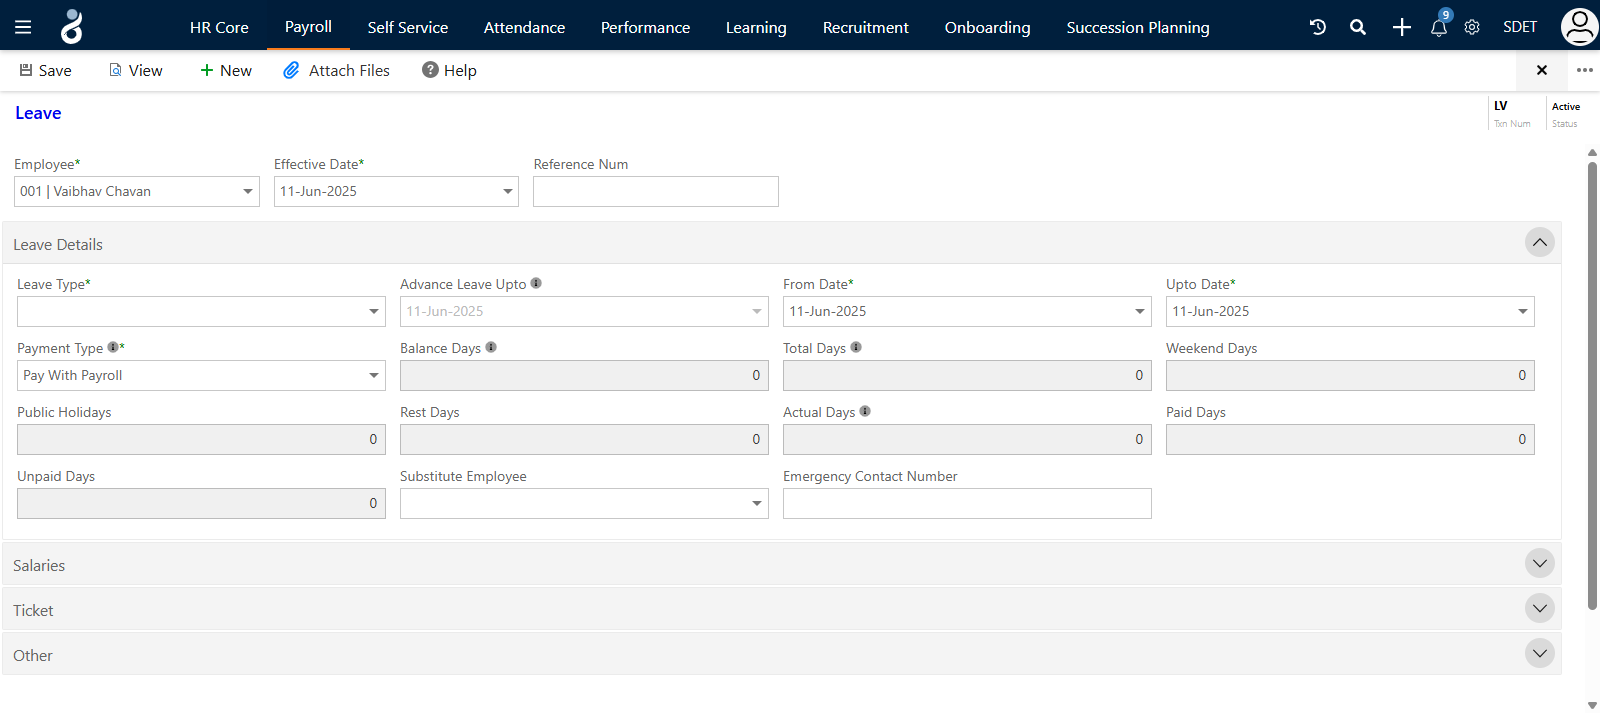 HR Core Payroll Self Service Attendance Performance Learning Recruitment Onboarding Succession Planning 9 SDET
Save View New Attach Files Help
Leave
LV Active
Txn Num Status
Employee* Effective Date* Reference Num
001 | Vaibhav Chavan 11-Jun-2025
Leave Details
Leave Type* Advance Leave Upto From Date* Upto Date*
11-Jun-2025 11-Jun-2025 11-Jun-2025
Payment Type * Balance Days Total Days Weekend Days
Pay With Payroll 0 0 0
Public Holidays Rest Days Actual Days Paid Days
0 0 0 0
Unpaid Days Substitute Employee Emergency Contact Number
0
Salaries
Ticket
Other